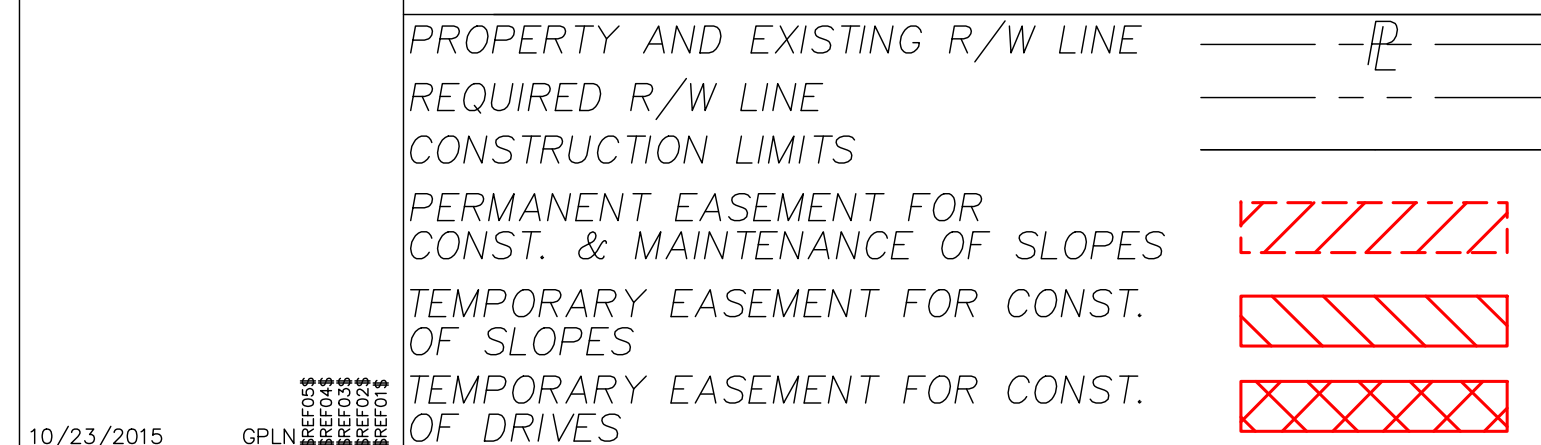 PROPERTY AND EXISTING R/W LINE
PL
REQUIRED R/W LINE
CONSTRUCTION LIMITS
PERMANENT EASEMENT FOR
CONST. & MAINTENANCE OF SLOPES
TEMPORARY EASEMENT FOR CONST.
OF SLOPES
TEMPORARY EASEMENT FOR CONST.
OF DRIVES
10/23/2015
GPLN
$REF05$
$REF04$
$REF03$
$REF02$
$REF01$